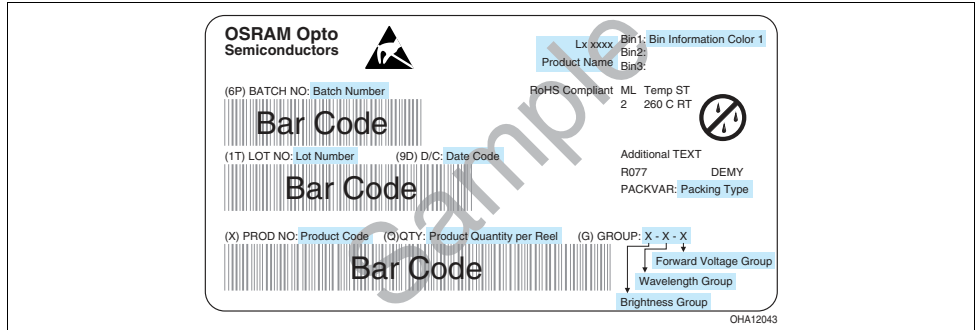 OSRAM Opto
Semiconductors
Lx xxxx
Product Name
Bin1: Bin Information Color 1
Bin2:
Bin3:
(6P) BATCH NO: Batch Number
Bar Code
RoHS Compliant
ML Temp ST
2 260 C RT
(1T) LOT NO: Lot Number (9D) D/C: Date Code
Bar Code
Additional TEXT
R077 DEMY
PACKVAR: Packing Type
(X) PROD NO: Product Code (Q)QTY: Product Quantity per Reel (G) GROUP: X - X - X
Bar Code
Forward Voltage Group
Wavelength Group
Brightness Group
Sample
OHA12043